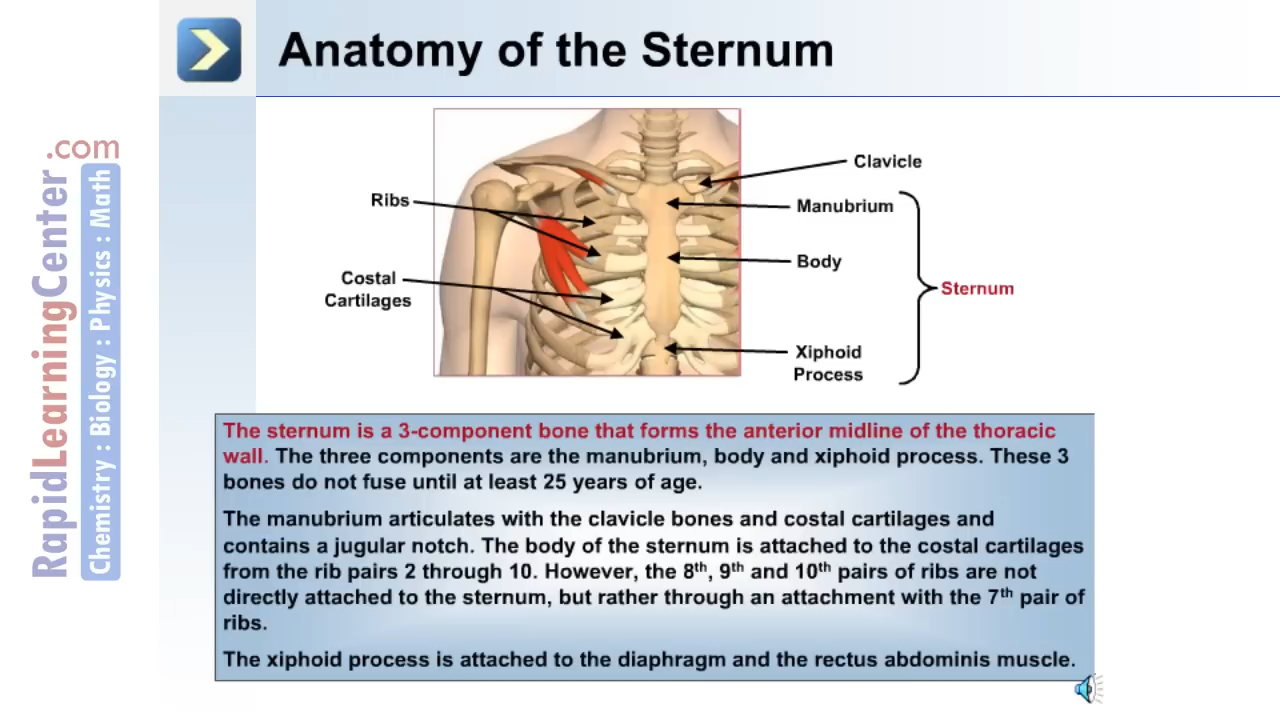 Anatomy of the Sternum
RapidLearningCenter.com
Chemistry : Biology : Physics : Math
Ribs
Costal
Cartilages
Clavicle
Manubrium
Body
Xiphoid
Process
Sternum
The sternum is a 3-component bone that forms the anterior midline of the thoracic
wall. The three components are the manubrium, body and xiphoid process. These 3
bones do not fuse until at least 25 years of age.
The manubrium articulates with the clavicle bones and costal cartilages and
contains a jugular notch. The body of the sternum is attached to the costal cartilages
from the rib pairs 2 through 10. However, the 8th, 9th and 10th pairs of ribs are not
directly attached to the sternum, but rather through an attachment with the 7th pair of
ribs.
The xiphoid process is attached to the diaphragm and the rectus abdominis muscle.